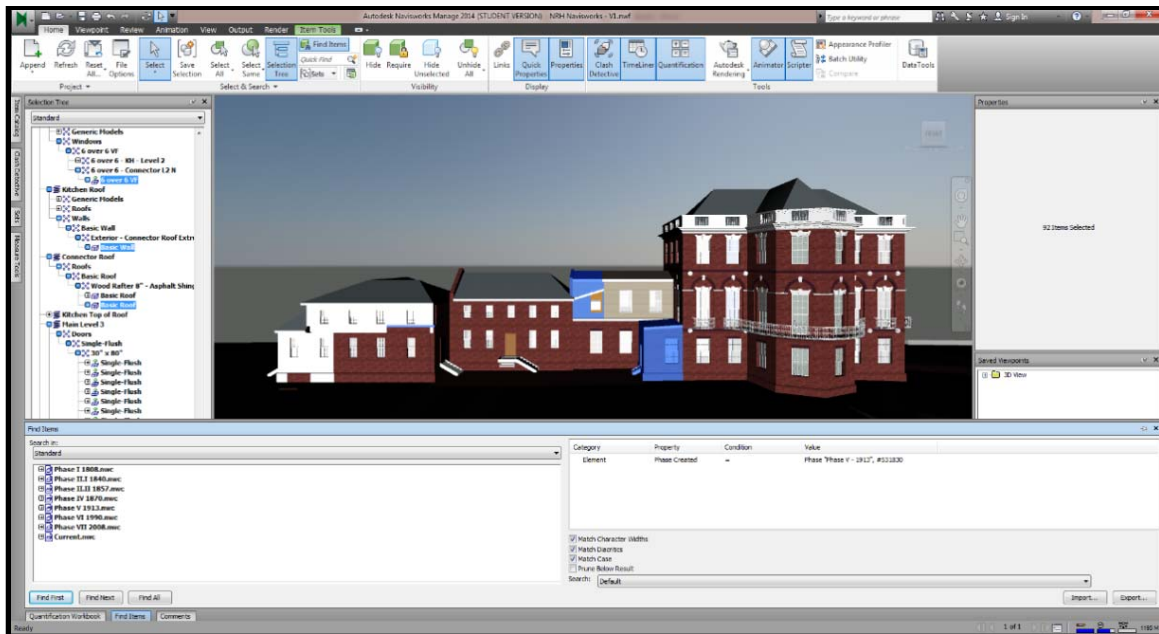 Autodesk Navisworks Manage 2014 (STUDENT VERSION) NRH Navisworks - V1.nwf
Type a keyword or phrase
Sign In
Home Viewpoint Review Animation View Output Render Item Tools
Append Refresh Reset All... File Options
Project
Select Save Selection Select All Select Same Selection Tree
Find Items
Quick Find
Sets
Select & Search
Hide Require Hide Unselected Unhide All
Visibility
Links Quick Properties Properties
Display
Clash Detective TimeLiner Quantification Autodesk Rendering Animator Scripter
Appearance Profiler
Batch Utility
Compare
DataTools
Tools
Selection Tree
Standard
Clash Detective
Sets
Measure Tools
Generic Models
Windows
6 over 6 VF
6 over 6 - KH - Level 2
6 over 6 - Connector L2 N
6 over 6 VF
Kitchen Roof
Generic Models
Roofs
Walls
Basic Wall
Exterior - Connector Roof Extr
Basic Wall
Connector Roof
Roofs
Basic Roof
Wood Rafter 8" - Asphalt Shing
Basic Roof
Basic Roof
Kitchen Top of Roof
Main Level 3
Doors
Single-Flush
30" x 80"
Single-Flush
Single-Flush
Single-Flush
Single-Flush
Single-Flush
Single-Flush
Properties
92 Items Selected
Saved Viewpoints
3D View
Find Items
Search in:
Standard
Phase I 1808.nwc
Phase II.I 1840.nwc
Phase II.II 1857.nwc
Phase IV 1870.nwc
Phase V 1913.nwc
Phase VI 1990.nwc
Phase VII 2008.nwc
Current.nwc
Category Property Condition Value
Element Phase Created = Phase "Phase V - 1913", #531830
Match Character Widths
Match Diacritics
Match Case
Prune Below Result
Search: Default
Find First Find Next Find All
Import... Export...
Quantification Workbook Find Items Comments
Ready
1 of 1